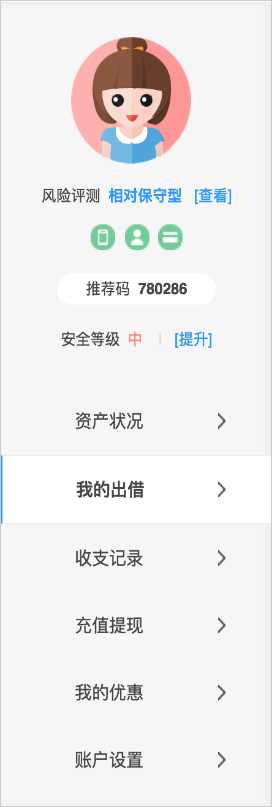 风险评测 相对保守型 [查看]
推荐码 780286
安全等级 中 | [提升]
资产状况
我的出借
收支记录
充值提现
我的优惠
账户设置